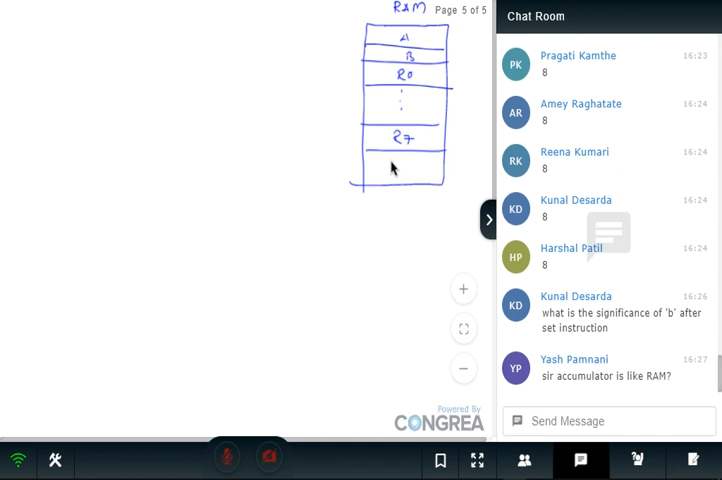 RAM
Page 5 of 5
A
B
R0
R7
Powered By
CONGREA
Chat Room
PK
Pragati Kamthe
16:23
8
AR
Amey Raghatate
16:24
8
RK
Reena Kumari
16:24
8
KD
Kunal Desarda
16:24
8
HP
Harshal Patil
16:24
8
KD
Kunal Desarda
16:26
what is the significance of 'b' after
set instruction
YP
Yash Pamnani
16:27
sir accumulator is like RAM?
Send Message